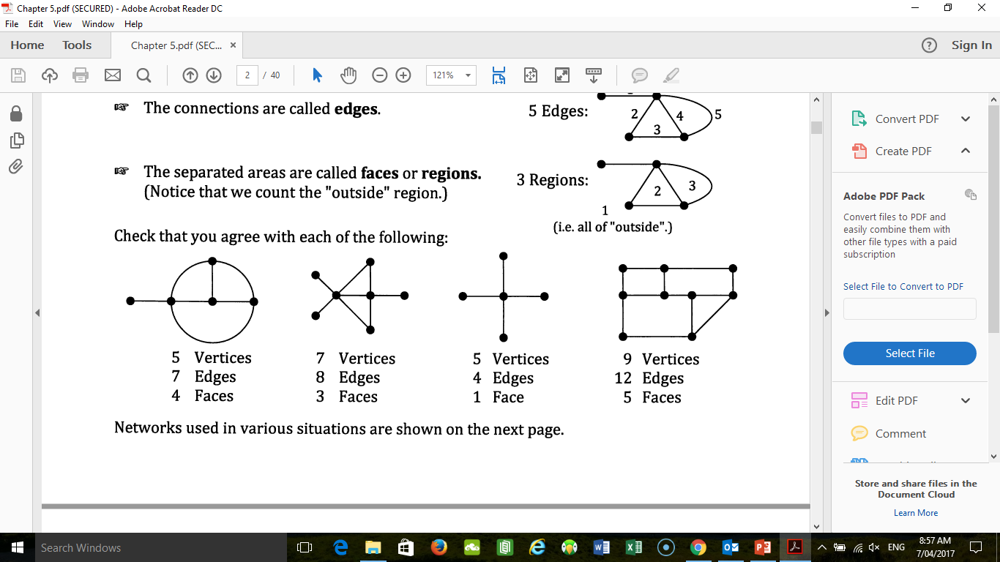 Chapter 5.pdf (SECURED) - Adobe Acrobat Reader DC
File Edit View Window Help
Home Tools Chapter 5.pdf (SEC... × ? Sign In
2 / 40 121%
☞ The connections are called edges.
5 Edges:
2 4 5
3
☞ The separated areas are called faces or regions.
(Notice that we count the "outside" region.)
3 Regions:
2 3
1
(i.e. all of "outside".)
Check that you agree with each of the following:
5 Vertices 7 Vertices 5 Vertices 9 Vertices
7 Edges 8 Edges 4 Edges 12 Edges
4 Faces 3 Faces 1 Face 5 Faces
Networks used in various situations are shown on the next page.
Convert PDF
Create PDF
Adobe PDF Pack
Convert files to PDF and
easily combine them with
other file types with a paid
subscription
Select File to Convert to PDF
Select File
Edit PDF
Comment
Store and share files in the
Document Cloud
Learn More
Search Windows
ENG
8:57 AM
7/04/2017